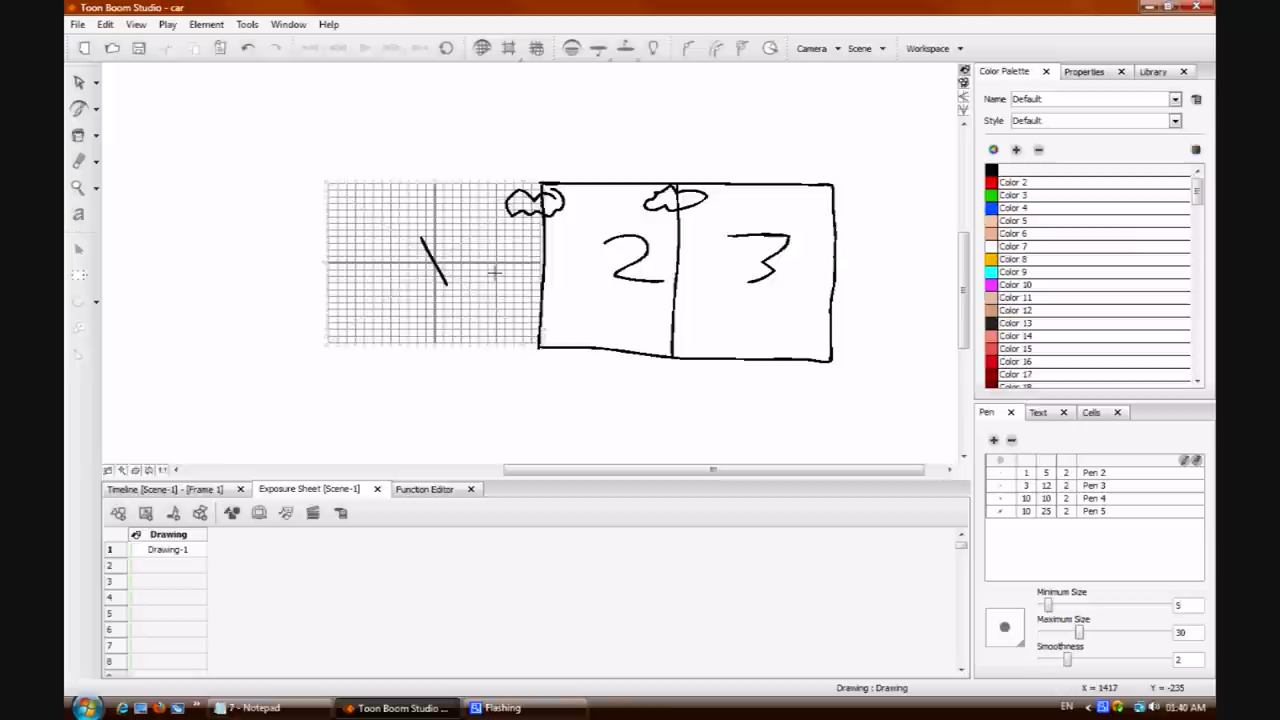 Toon Boom Studio - car
File Edit View Play Element Tools Window Help
Camera Scene Workspace
Color Palette Properties Library
Name Default
Style Default
Color 2
Color 3
Color 4
Color 5
Color 6
Color 7
Color 8
Color 9
Color 10
Color 11
Color 12
Color 13
Color 14
Color 15
Color 16
Color 17
Color 18
\ 2 3
Pen Text Cells
1 5 2 Pen 2
3 12 2 Pen 3
10 10 2 Pen 4
10 25 2 Pen 5
Timeline [Scene-1] - [Frame 1] Exposure Sheet [Scene-1] Function Editor
Drawing
1 Drawing-1
2
3
4
5
6
7
8
Minimum Size
5
Maximum Size
30
Smoothness
2
Drawing : Drawing X = 1417 Y = -235
7 - Notepad Toon Boom Studio ... Flashing EN 01:40 AM